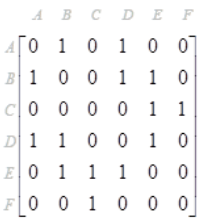 A B C D E F
A 0 1 0 1 0 0
B 1 0 0 1 1 0
C 0 0 0 0 1 1
D 1 1 0 0 1 0
E 0 1 1 1 0 0
F 0 0 1 0 0 0